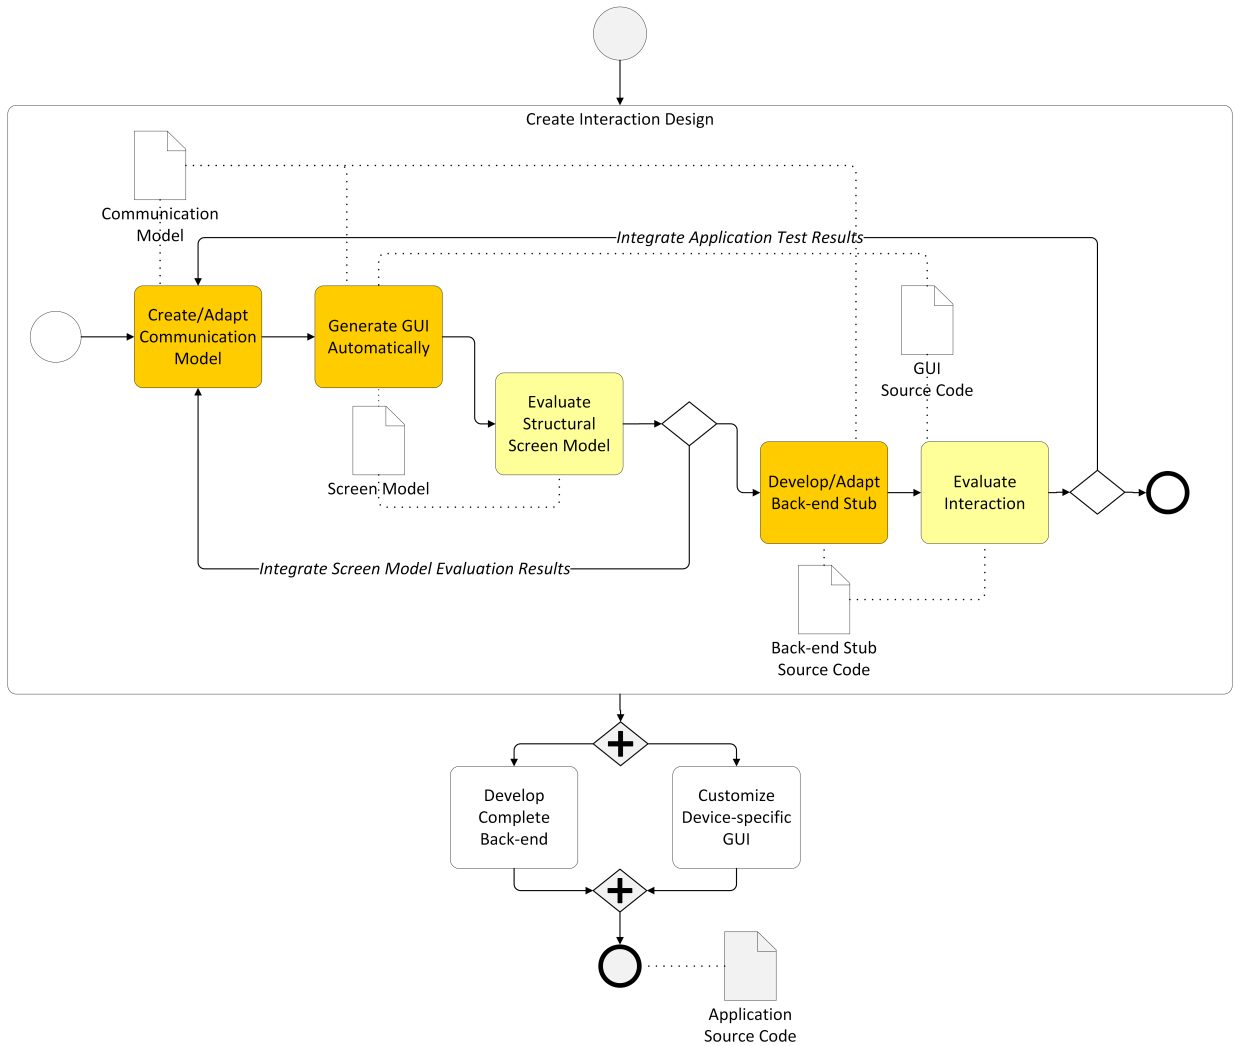 Create Interaction Design
Communication
Model
Integrate Application Test Results
Create/Adapt
Communication
Model
Generate GUI
Automatically
GUI
Source Code
Evaluate
Structural
Screen Model
Screen Model
Develop/Adapt
Back-end Stub
Evaluate
Interaction
Integrate Screen Model Evaluation Results
Back-end Stub
Source Code
Develop
Complete
Back-end
Customize
Device-specific
GUI
Application
Source Code